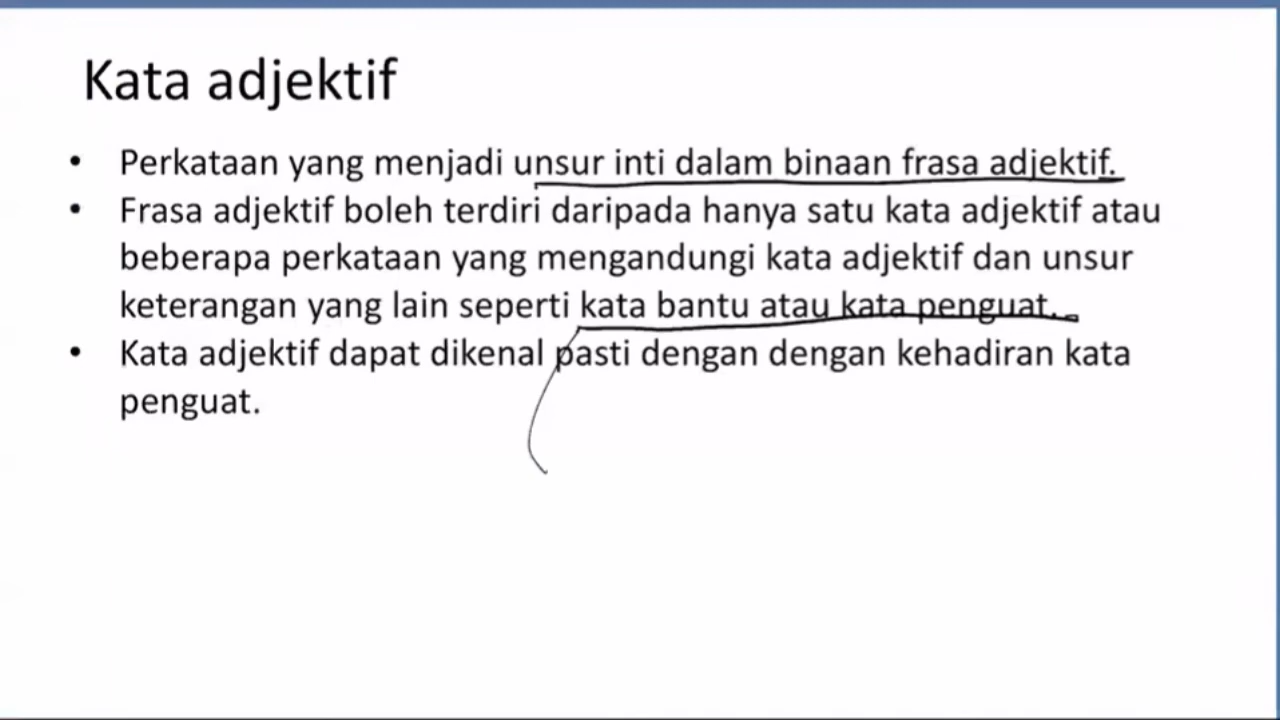 Kata adjektif
• Perkataan yang menjadi unsur inti dalam binaan frasa adjektif.
• Frasa adjektif boleh terdiri daripada hanya satu kata adjektif atau
beberapa perkataan yang mengandungi kata adjektif dan unsur
keterangan yang lain seperti kata bantu atau kata penguat.
• Kata adjektif dapat dikenal pasti dengan dengan kehadiran kata
penguat.